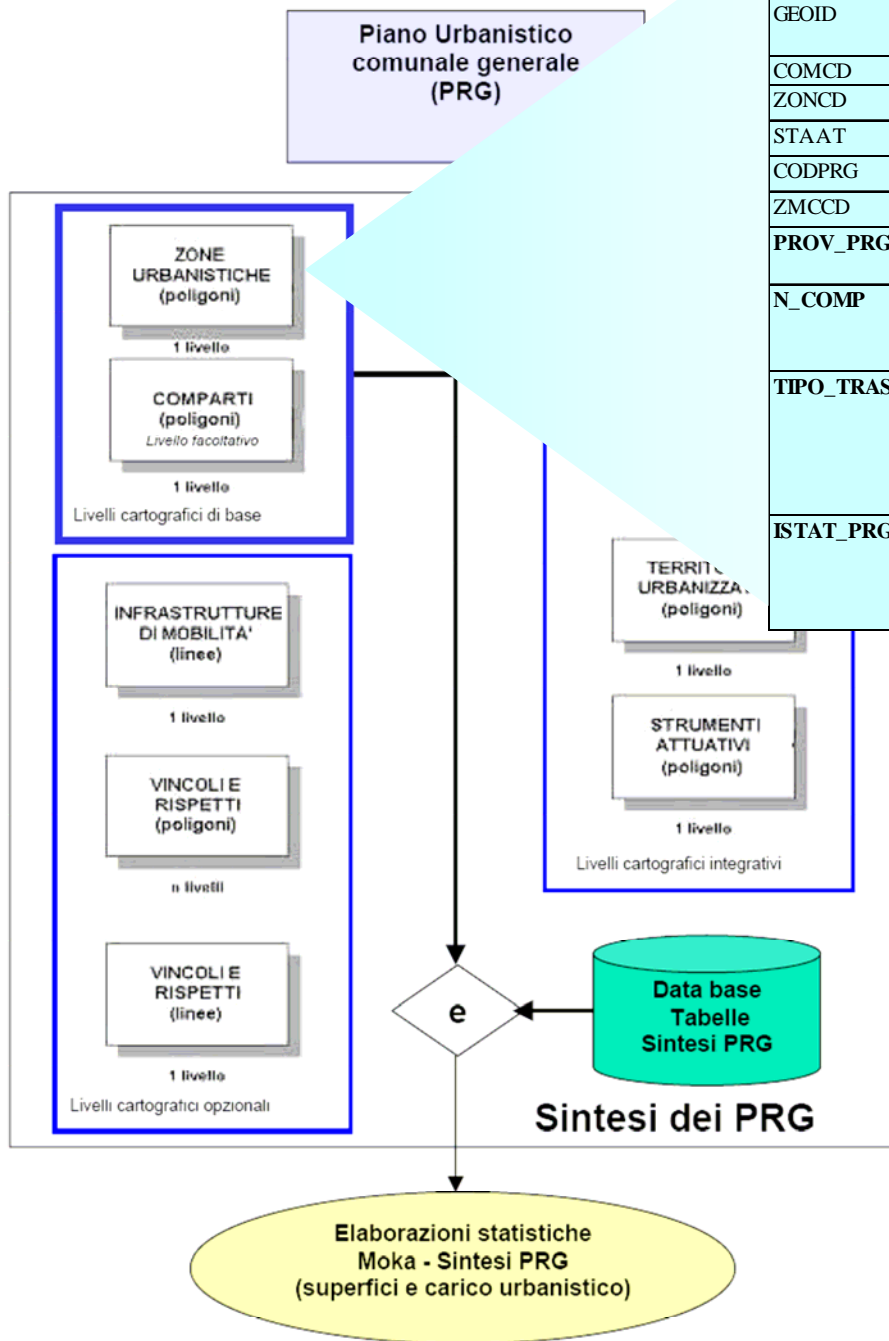 Piano Urbanistico
comunale generale
(PRG)
GEOID
COMCD
ZONCD
STAAT
CODPRG
ZMCCD
PROV_PRG
N_COMP
TIPO_TRAS
ISTAT_PRG
ZONE
URBANISTICHE
(poligoni)
1 livello
COMPARTI
(poligoni)
Livello facoltativo
1 livello
Livelli cartografici di base
INFRASTRUTTURE
DI MOBILITA'
(linee)
1 livello
VINCOLI E
RISPETTI
(poligoni)
n livelli
VINCOLI E
RISPETTI
(linee)
1 livello
Livelli cartografici opzionali
(poligoni)
1 livello
STRUMENTI
ATTUATIVI
(poligoni)
1 livello
Livelli cartografici integrativi
e
Data base
Tabelle
Sintesi PRG
Sintesi dei PRG
Elaborazioni statistiche
Moka - Sintesi PRG
(superfici e carico urbanistico)